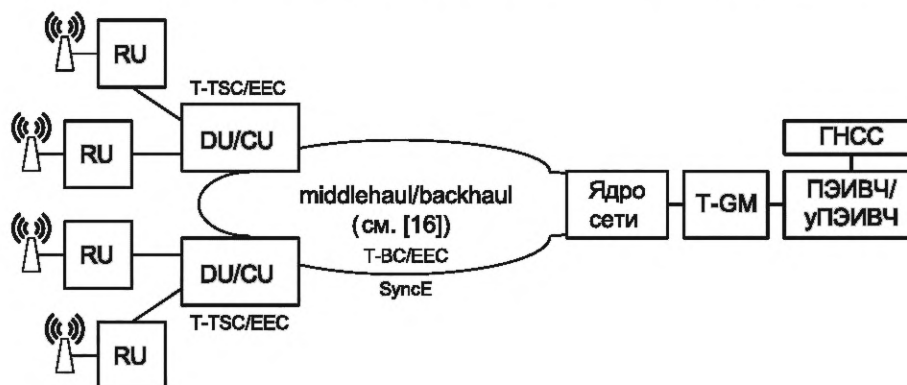 RU
T-TSC/EEC
DU/CU
RU
ГНСС
middlehaul/backhaul
(см. [16])
Ядро
сети
T-GM
ПЭИВЧ/
уПЭИВЧ
T-BC/EEC
RU
DU/CU
SyncE
T-TSC/EEC
RU